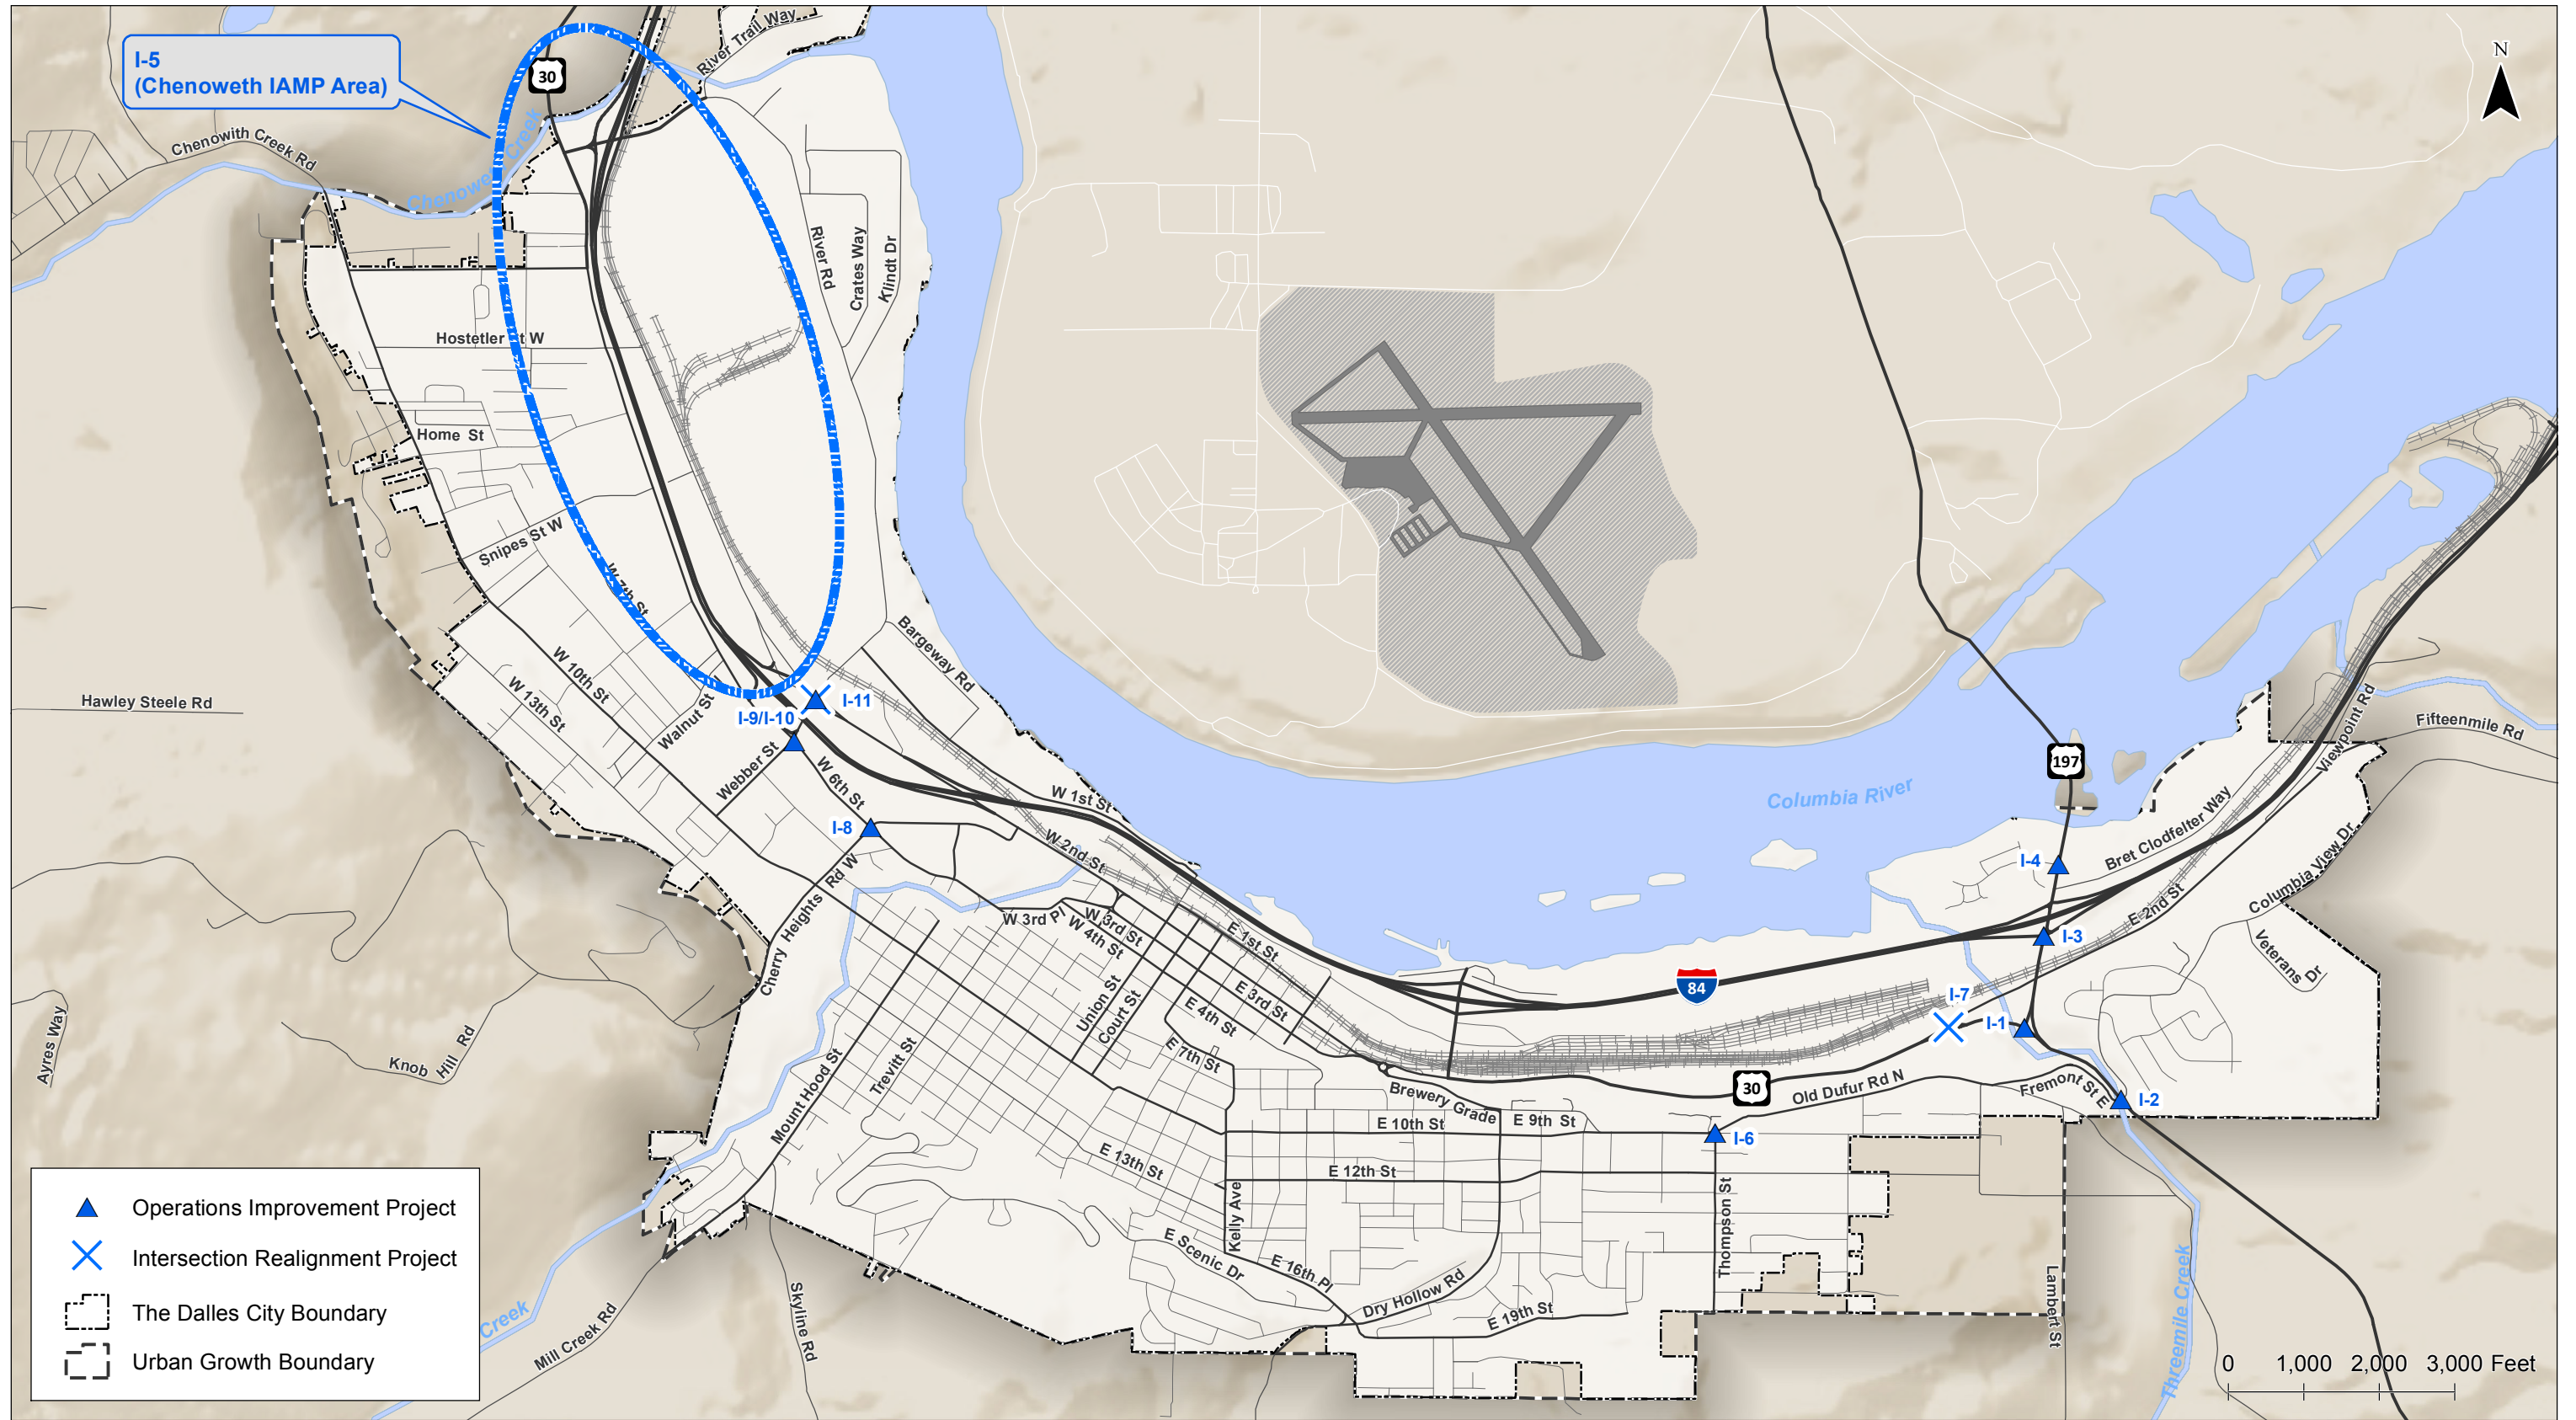 I-5
(Chenoweth IAMP Area)
30
River Trail Way
N
Chenowith Creek Rd
Chenoweth Creek
River Rd
Crates Way
Klindt Dr
Hostetler St W
Home St
Snipes St W
W 7th St
Bargeway Rd
W 10th St
W 13th St
Hawley Steele Rd
Walnut St
I-9/I-10
I-11
Webber St
W 6th St
I-8
W 1st St
W 2nd St
Columbia River
197
Viewpoint Rd
Fifteenmile Rd
Bret Clodfelter Way
Columbia View Dr
I-4
I-3
E 2nd St
Veterans Dr
Cherry Heights Rd W
W 3rd Pl
W 3rd St
W 4th St
E 1st St
Union St
Court St
E 3rd St
E 4th St
E 7th St
84
I-7
I-1
Ayres Way
Knob Hill Rd
Mount Hood St
Trevitt St
Brewery Grade
30
Old Dufur Rd N
Fremont St E
I-2
E 9th St
E 10th St
I-6
E 13th St
E 12th St
Kelly Ave
Thompson St
E Scenic Dr
E 16th Pl
Dry Hollow Rd
E 19th St
Lambert St
Threemile Creek
Skyline Rd
Mill Creek Rd
Creek
Operations Improvement Project
Intersection Realignment Project
The Dalles City Boundary
Urban Growth Boundary
0 1,000 2,000 3,000 Feet